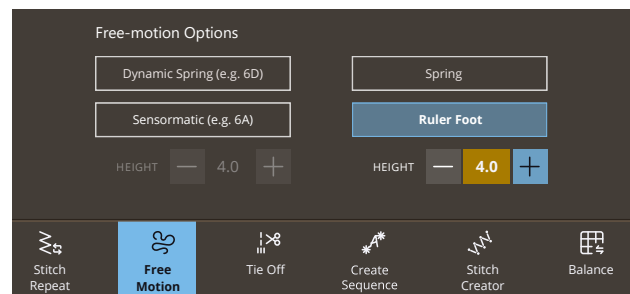 Free-motion Options
Dynamic Spring (e.g. 6D)
Spring
Sensormatic (e.g. 6A)
Ruler Foot
HEIGHT — 4.0 +
HEIGHT — 4.0 +
Stitch
Repeat
Free
Motion
Tie Off
Create
Sequence
Stitch
Creator
Balance